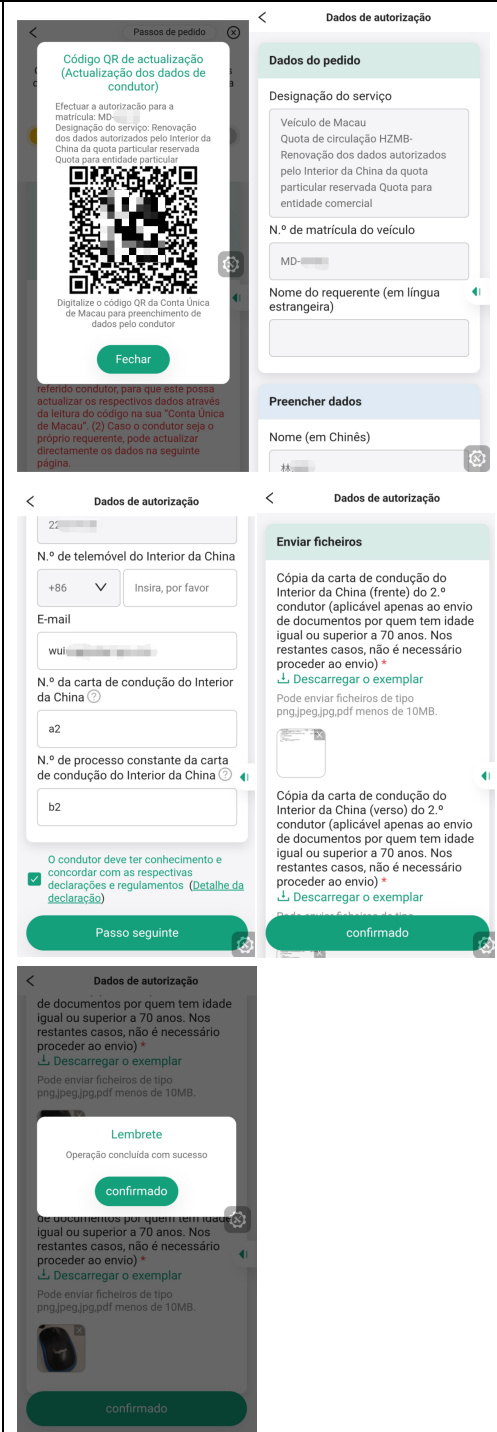 Passos de pedido
Código QR de actualização
(Actualização dos dados de
condutor)
Efectuar a autorização para a
matrícula: MD-
Designação do serviço: Renovação
dos dados autorizados pelo Interior da
China da quota particular reservada
Quota para entidade particular
Digitalize o código QR da Conta Única
de Macau para preenchimento de
dados pelo condutor
Fechar
referido condutor, para que este possa
actualizar os respectivos dados através
da leitura do código na sua “Conta Única
de Macau”. (2) Caso o condutor seja o
próprio requerente, pode actualizar
directamente os dados na seguinte
página.
Dados de autorização
Dados do pedido
Designação do serviço
Veículo de Macau
Quota de circulação HZMB-
Renovação dos dados autorizados
pelo Interior da China da quota
particular reservada Quota para
entidade comercial
N.º de matrícula do veículo
MD-
Nome do requerente (em língua
estrangeira)
Preencher dados
Nome (em Chinês)
林
Dados de autorização
22
N.º de telemóvel do Interior da China
+86 Insira, por favor
E-mail
wui
N.º da carta de condução do Interior
da China ?
a2
N.º de processo constante da carta
de condução do Interior da China ?
b2
O condutor deve ter conhecimento e
concordar com as respectivas
declarações e regulamentos (Detalhe da
declaração)
Passo seguinte
Dados de autorização
Enviar ficheiros
Cópia da carta de condução do
Interior da China (frente) do 2.º
condutor (aplicável apenas ao envio
de documentos por quem tem idade
igual ou superior a 70 anos. Nos
restantes casos, não é necessário
proceder ao envio) *
Descarregar o exemplar
Pode enviar ficheiros de tipo
png,jpeg,jpg,pdf menos de 10MB.
Cópia da carta de condução do
Interior da China (verso) do 2.º
condutor (aplicável apenas ao envio
de documentos por quem tem idade
igual ou superior a 70 anos. Nos
restantes casos, não é necessário
proceder ao envio) *
Descarregar o exemplar
Pode enviar ficheiros de tipo
confirmado
Dados de autorização
de documentos por quem tem idade
igual ou superior a 70 anos. Nos
restantes casos, não é necessário
proceder ao envio) *
Descarregar o exemplar
Pode enviar ficheiros de tipo
png,jpeg,jpg,pdf menos de 10MB.
Lembrete
Operação concluída com sucesso
confirmado
de documentos por quem tem idade
igual ou superior a 70 anos. Nos
restantes casos, não é necessário
proceder ao envio) *
Descarregar o exemplar
Pode enviar ficheiros de tipo
png,jpeg,jpg,pdf menos de 10MB.
confirmado